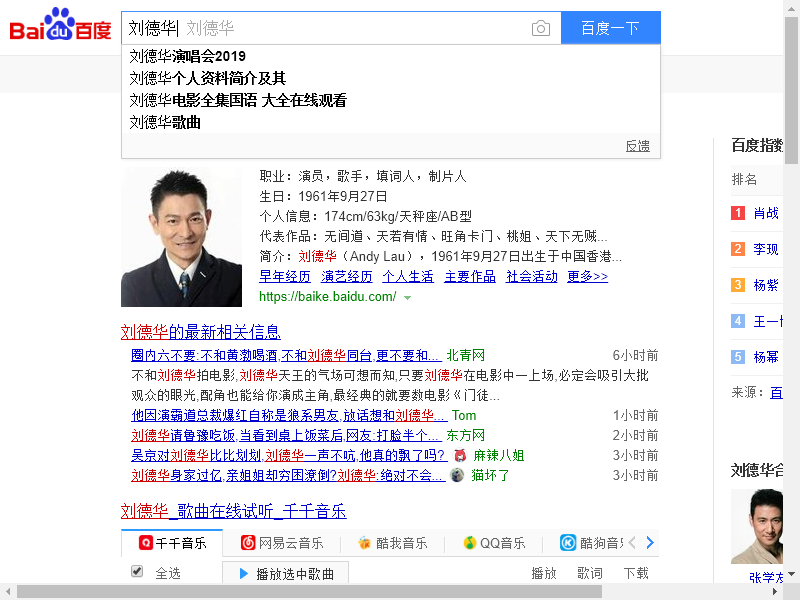 Bai du 百度
刘德华 刘德华 百度一下
刘德华演唱会2019
刘德华个人资料简介及其
刘德华电影全集国语 大全在线观看
刘德华歌曲
反馈
职业：演员，歌手，填词人，制片人
生日：1961年9月27日
个人信息：174cm/63kg/天秤座/AB型
代表作品：无间道、天若有情、旺角卡门、桃姐、天下无贼...
简介：刘德华（Andy Lau），1961年9月27日出生于中国香港...
早年经历 演艺经历 个人生活 主要作品 社会活动 更多>>
https://baike.baidu.com/
刘德华的最新相关信息
圈内六不要:不和黄渤喝酒,不和刘德华同台,更不要和... 北青网 6小时前
不和刘德华拍电影,刘德华天王的气场可想而知,只要刘德华在电影中一上场,必定会吸引大批
观众的眼光,配角也能给你演成主角,最经典的就要数电影《门徒...
他因演霸道总裁爆红自称是狼系男友,放话想和刘德华... Tom 1小时前
刘德华请鲁豫吃饭,当看到桌上饭菜后,网友:打脸半个... 东方网 2小时前
吴京对刘德华比比划划,刘德华一声不吭,他真的飘了吗? 麻辣八姐 3小时前
刘德华身家过亿,亲姐姐却穷困潦倒?刘德华:绝对不会... 猫坏了 3小时前
刘德华_歌曲在线试听_千千音乐
千千音乐 网易云音乐 酷我音乐 QQ音乐 酷狗音
全选 播放选中歌曲 播放 歌词 下载
百度指数
排名
1 肖战
2 李现
3 杨紫
4 王一
5 杨幂
来源：百
刘德华合
张学友